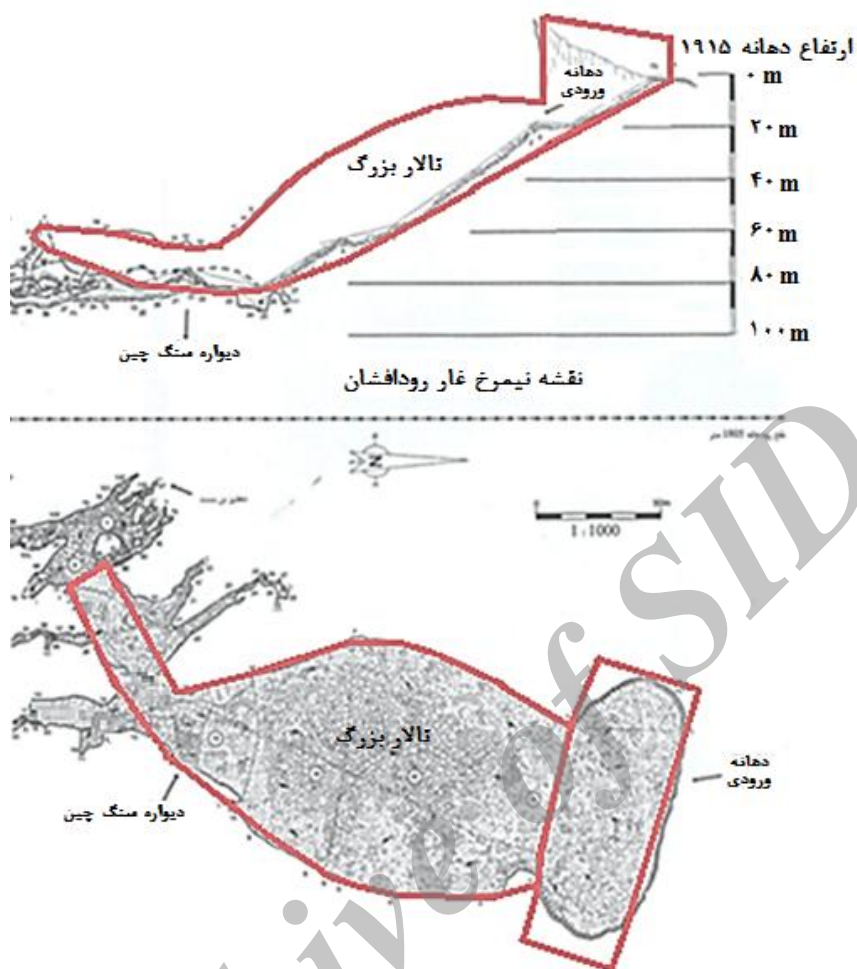 ارتفاع دهانه ۱۹۱۵
۰ m
دهانه
ورودی
۲۰ m
تالار بزرگ
۴۰ m
۶۰ m
۸۰ m
۱۰۰ m
دیواره سنگ چین
نقشه نیمرخ غار رودافشان
N
1:1000
تالار بزرگ
دهانه
ورودی
دیواره سنگ چین
ive of SID